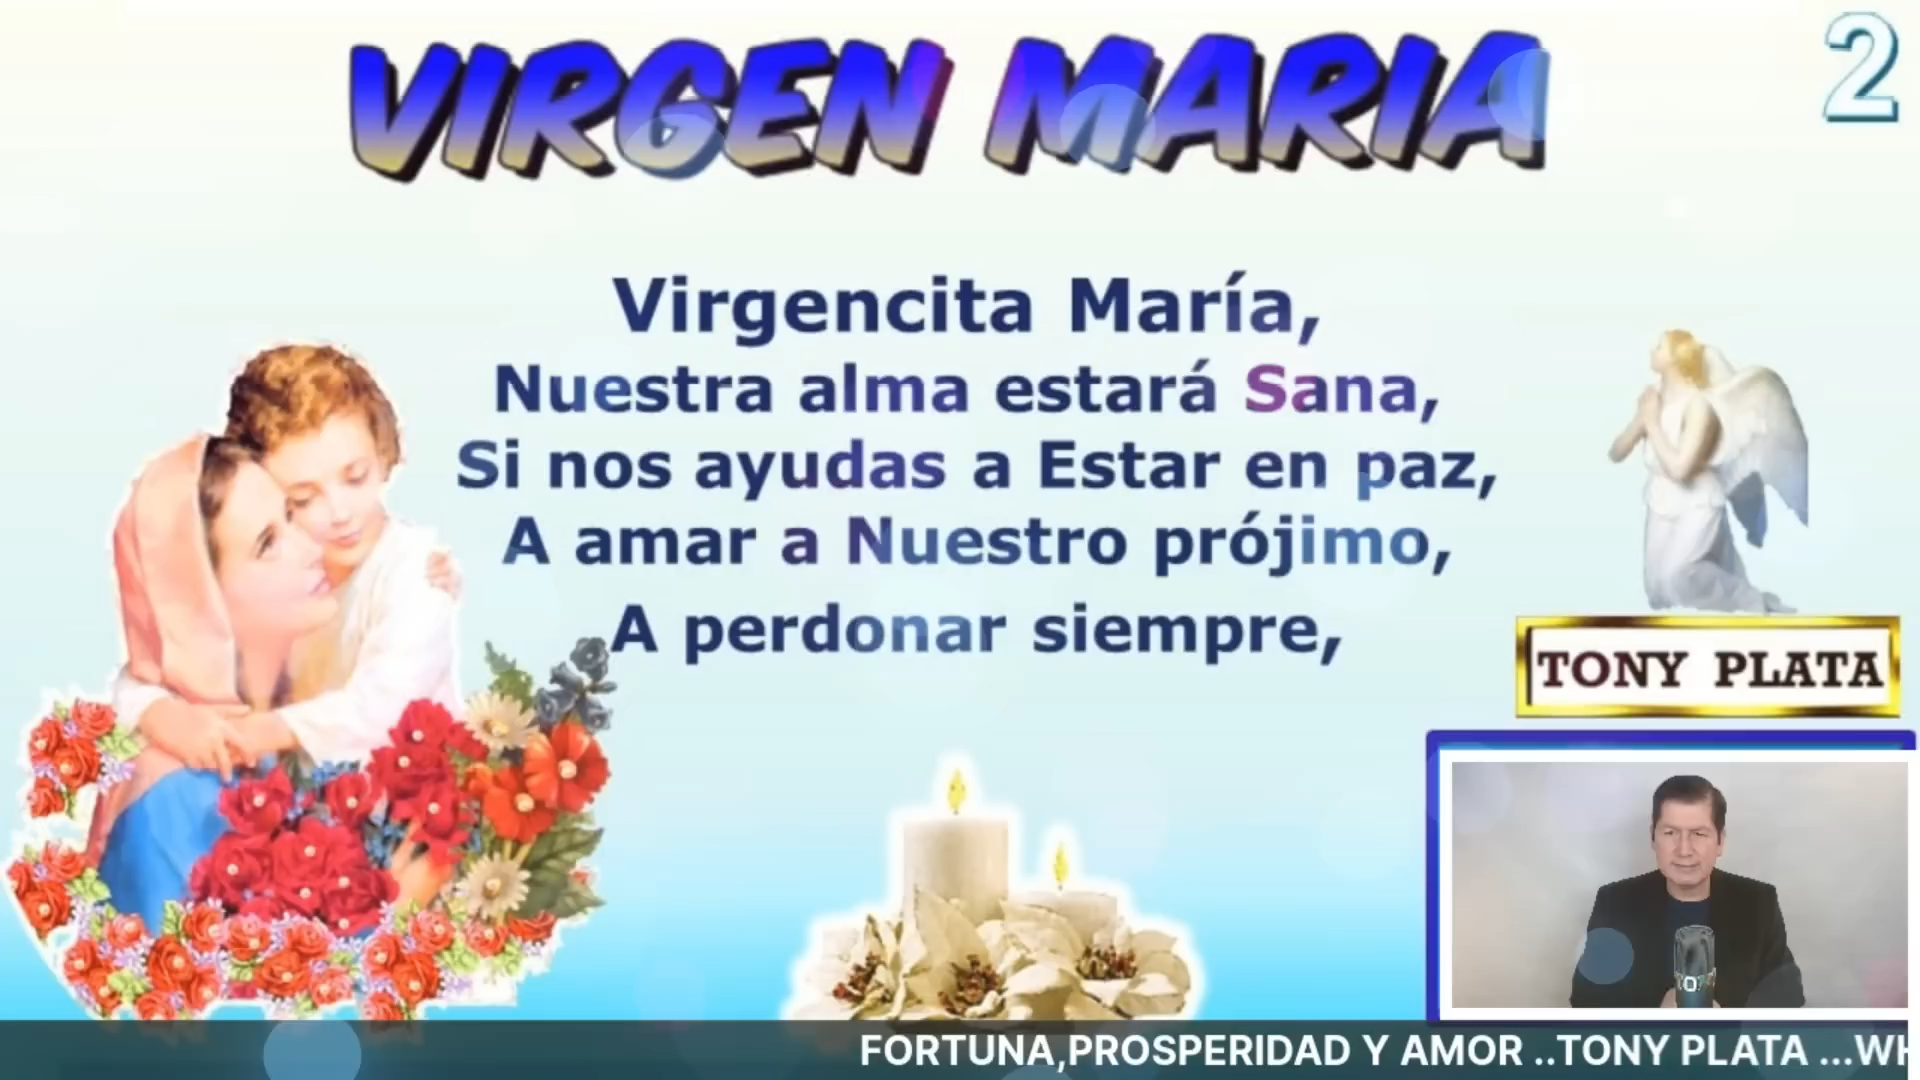 VIRGEN MARIA
2
Virgencita María,
Nuestra alma estará Sana,
Si nos ayudas a Estar en paz,
A amar a Nuestro prójimo,
A perdonar siempre,
TONY PLATA
FORTUNA,PROSPERIDAD Y AMOR ..TONY PLATA ...WH